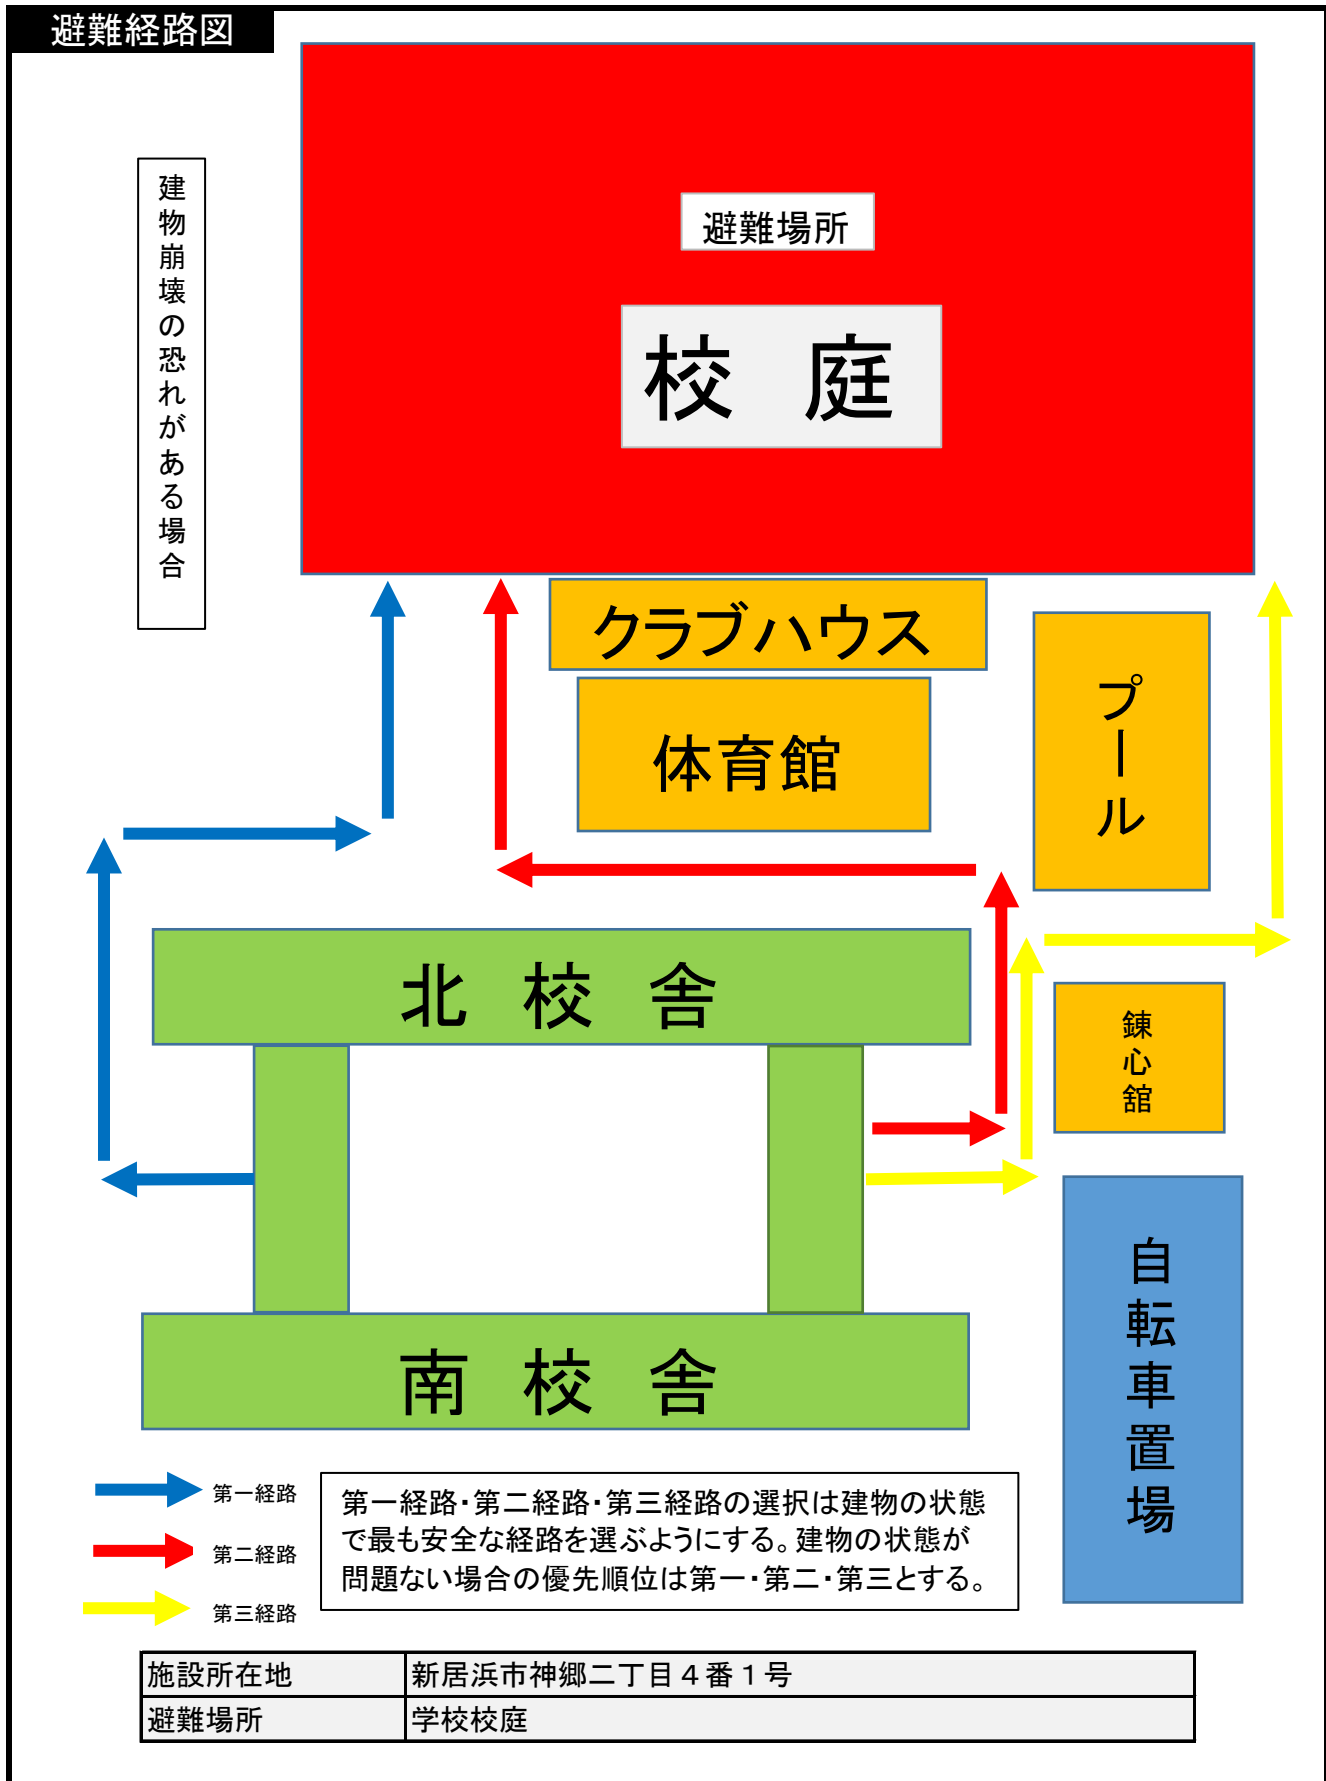 避難経路図
建物崩壊の恐れがある場合
避難場所
校　庭
クラブハウス
体育館
プール
北　校　舎
錬心舘
自転車置場
南　校　舎
第一経路
第二経路
第三経路
第一経路・第二経路・第三経路の選択は建物の状態
で最も安全な経路を選ぶようにする。建物の状態が
問題ない場合の優先順位は第一・第二・第三とする。
施設所在地 新居浜市神郷二丁目４番１号
避難場所 学校校庭